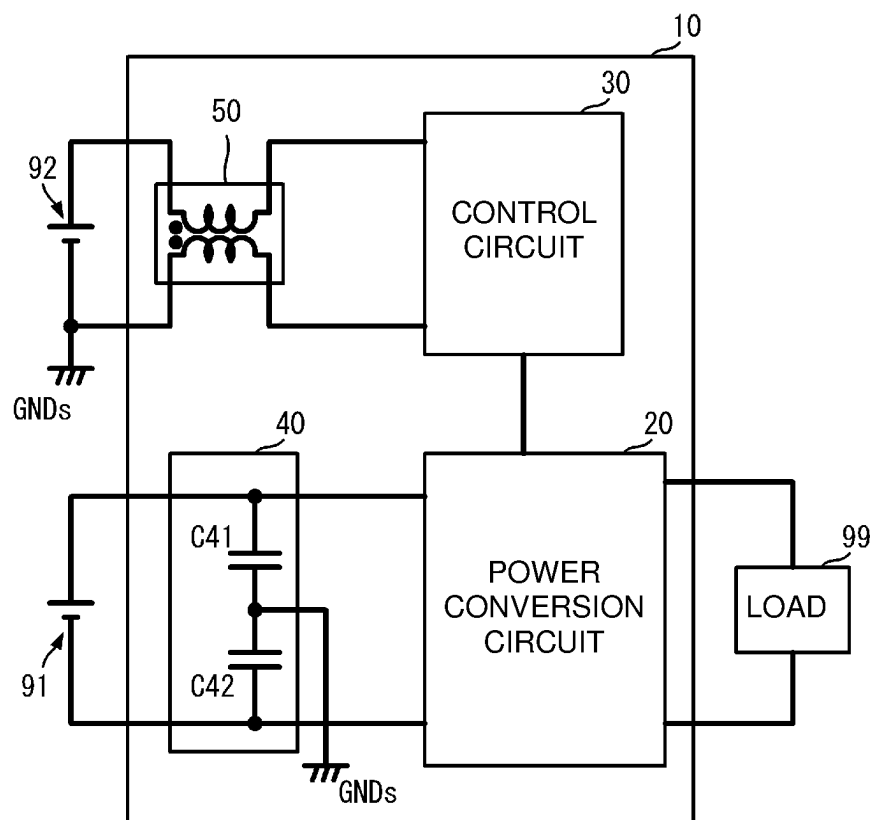 10
30
50
92
CONTROL
CIRCUIT
GNDs
40
20
C41
99
POWER
CONVERSION
CIRCUIT
LOAD
C42
91
GNDs